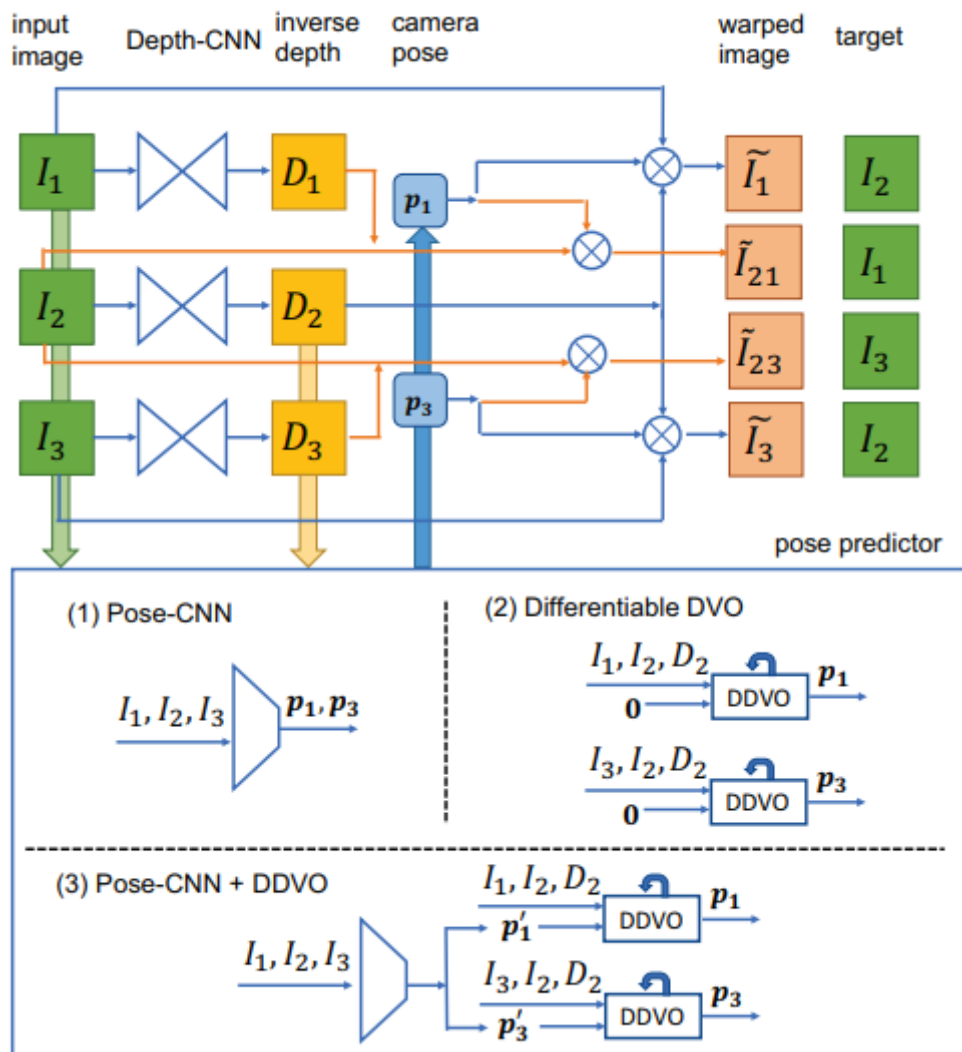 input image
Depth-CNN
inverse depth
camera pose
warped image
target
I₁
D₁
p₁
Ĩ₁
I₂
Ĩ₂₁
I₁
I₂
D₂
Ĩ₂₃
I₃
I₃
D₃
p₃
Ĩ₃
I₂
pose predictor
(1) Pose-CNN
I₁, I₂, I₃
p₁, p₃
(2) Differentiable DVO
I₁, I₂, D₂
0
DDVO
p₁
I₃, I₂, D₂
0
DDVO
p₃
(3) Pose-CNN + DDVO
I₁, I₂, I₃
I₁, I₂, D₂
p′₁
DDVO
p₁
I₃, I₂, D₂
p′₃
DDVO
p₃